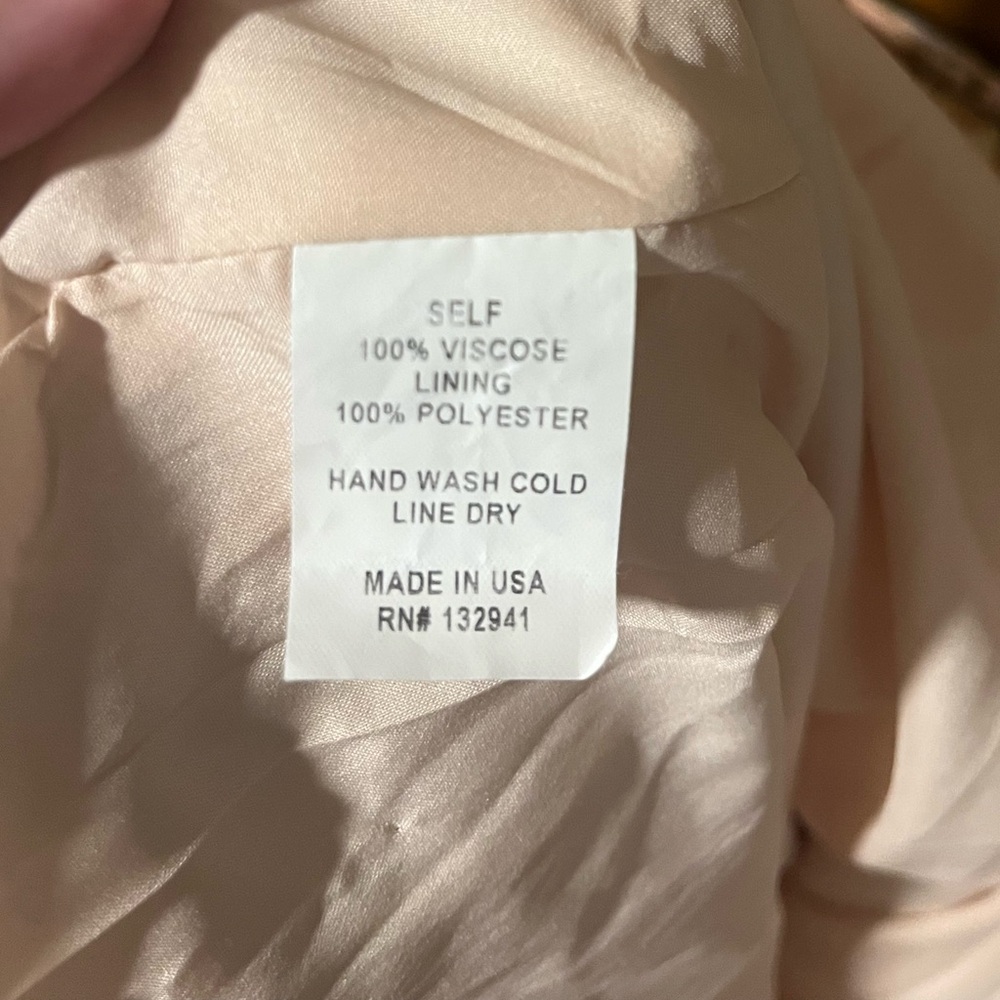 SELF
100% VISCOSE
LINING
100% POLYESTER
HAND WASH COLD
LINE DRY
MADE IN USA
RN# 132941